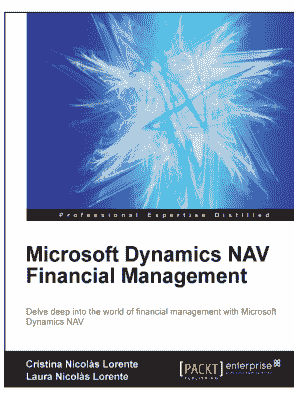 Professional Expertise Distilled
Microsoft Dynamics NAV
Financial Management
Delve deep into the world of financial management with Microsoft
Dynamics NAV
Cristina Nicolàs Lorente
Laura Nicolàs Lorente
[PACKT] enterprise
PUBLISHING